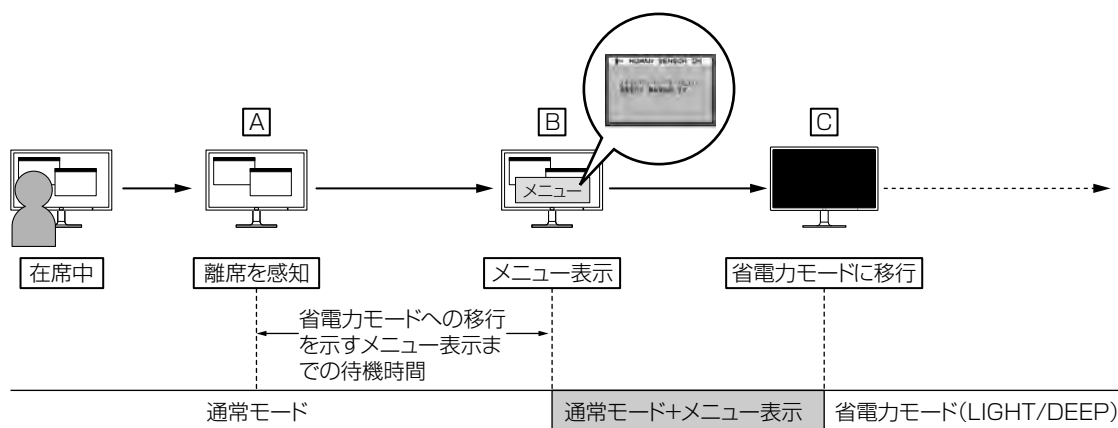 HUMAN SENSOR
A
B
C
メニュー
在席中
離席を感知
メニュー表示
省電力モードに移行
省電力モードへの移行
を示すメニュー表示ま
での待機時間
通常モード
通常モード+メニュー表示
省電力モード(LIGHT/DEEP)